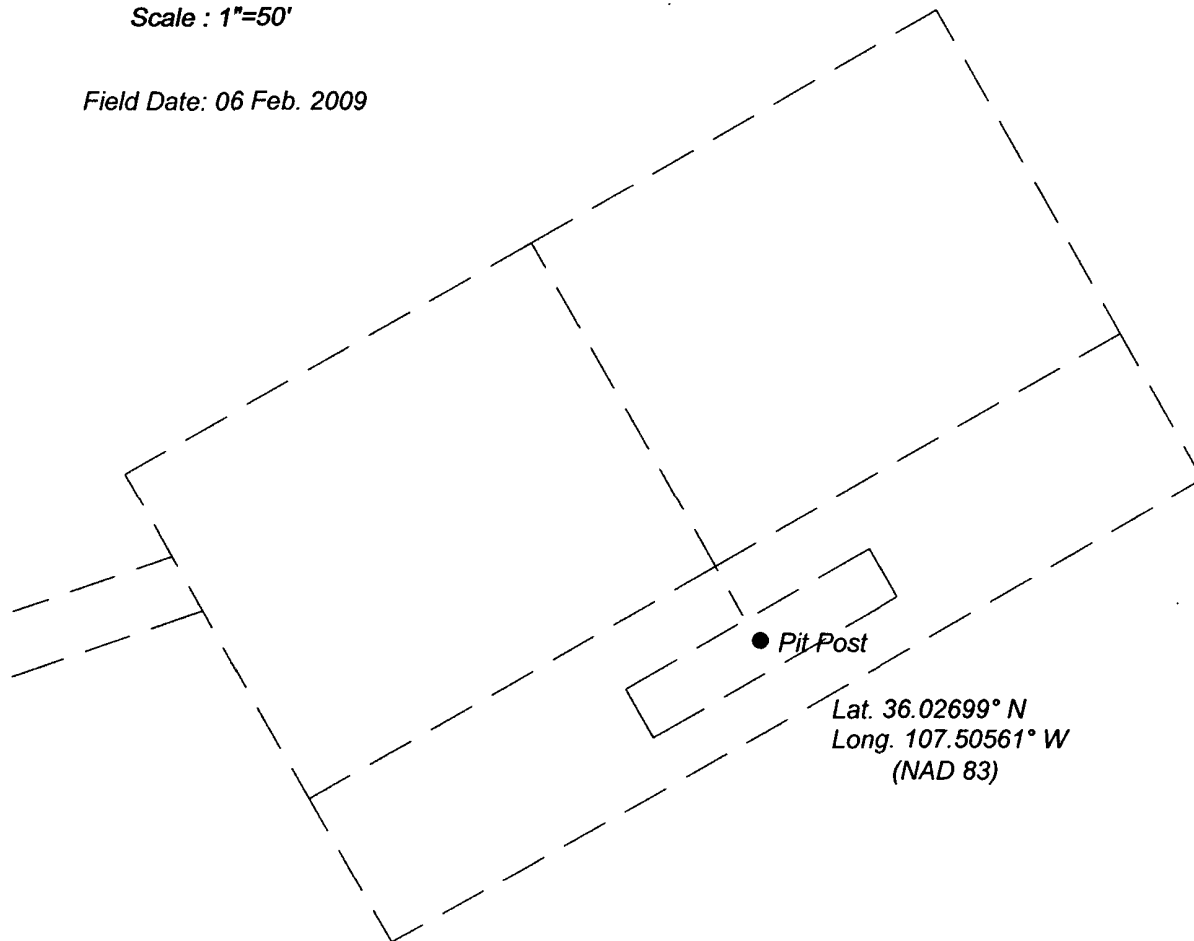 Scale : 1"=50'
Field Date: 06 Feb. 2009
Pit Post
Lat. 36.02699° N
Long. 107.50561° W
(NAD 83)